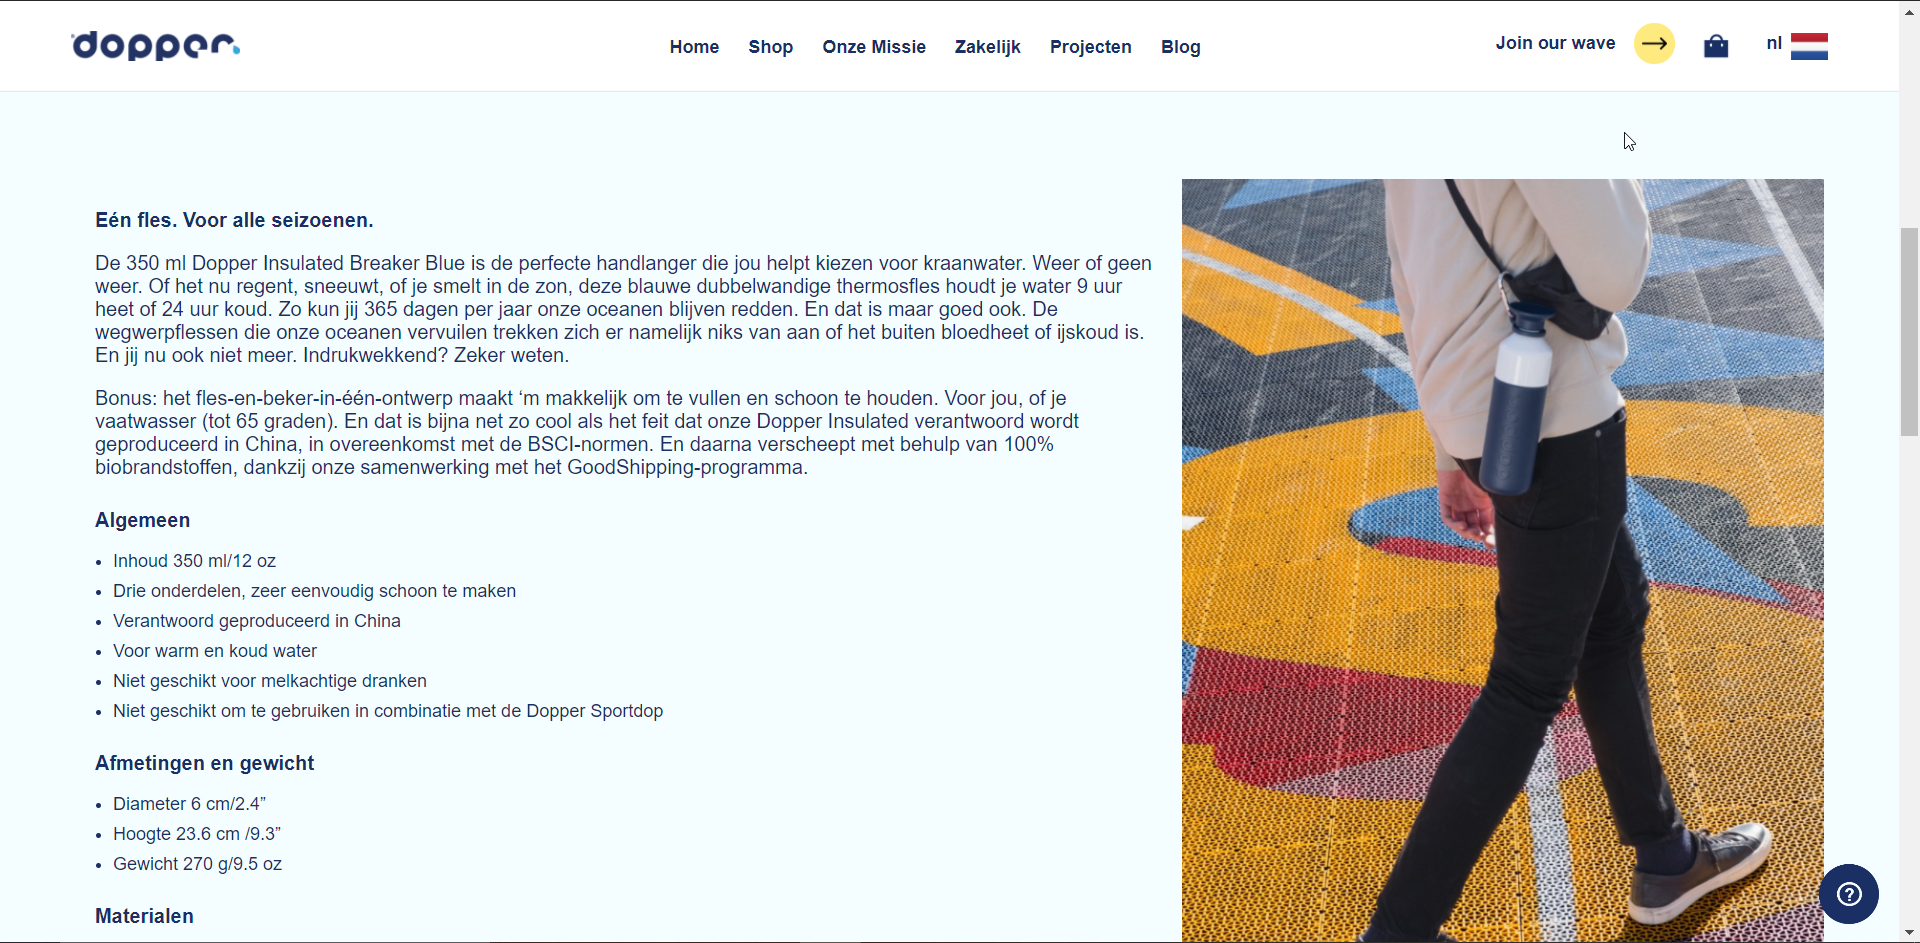 dopper
Home Shop Onze Missie Zakelijk Projecten Blog
Join our wave
nl
Eén fles. Voor alle seizoenen.
De 350 ml Dopper Insulated Breaker Blue is de perfecte handlanger die jou helpt kiezen voor kraanwater. Weer of geen
weer. Of het nu regent, sneeuwt, of je smelt in de zon, deze blauwe dubbelwandige thermosfles houdt je water 9 uur
heet of 24 uur koud. Zo kun jij 365 dagen per jaar onze oceanen blijven redden. En dat is maar goed ook. De
wegwerpflessen die onze oceanen vervuilen trekken zich er namelijk niks van aan of het buiten bloedheet of ijskoud is.
En jij nu ook niet meer. Indrukwekkend? Zeker weten.
Bonus: het fles-en-beker-in-één-ontwerp maakt ‘m makkelijk om te vullen en schoon te houden. Voor jou, of je
vaatwasser (tot 65 graden). En dat is bijna net zo cool als het feit dat onze Dopper Insulated verantwoord wordt
geproduceerd in China, in overeenkomst met de BSCI-normen. En daarna verscheept met behulp van 100%
biobrandstoffen, dankzij onze samenwerking met het GoodShipping-programma.
Algemeen
• Inhoud 350 ml/12 oz
• Drie onderdelen, zeer eenvoudig schoon te maken
• Verantwoord geproduceerd in China
• Voor warm en koud water
• Niet geschikt voor melkachtige dranken
• Niet geschikt om te gebruiken in combinatie met de Dopper Sportdop
Afmetingen en gewicht
• Diameter 6 cm/2.4”
• Hoogte 23.6 cm /9.3”
• Gewicht 270 g/9.5 oz
Materialen